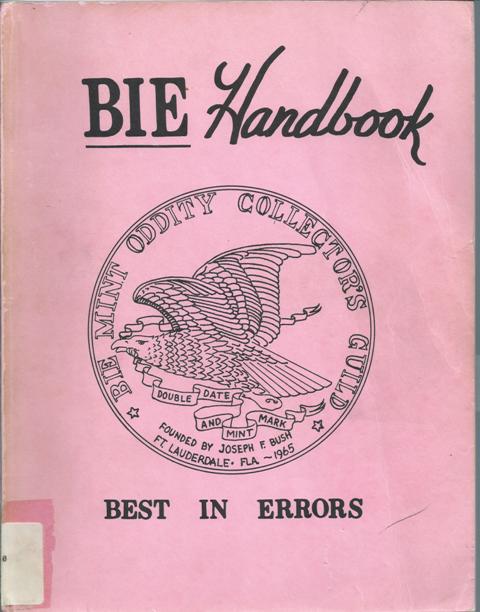 BIE Handbook
BIE MINT ODDITY COLLECTOR'S GUILD
DOUBLE DATE
AND MARK
MINT
FOUNDED BY JOSEPH F. BUSH
FT. LAUDERDALE • FLA ~ 1965
BEST IN ERRORS